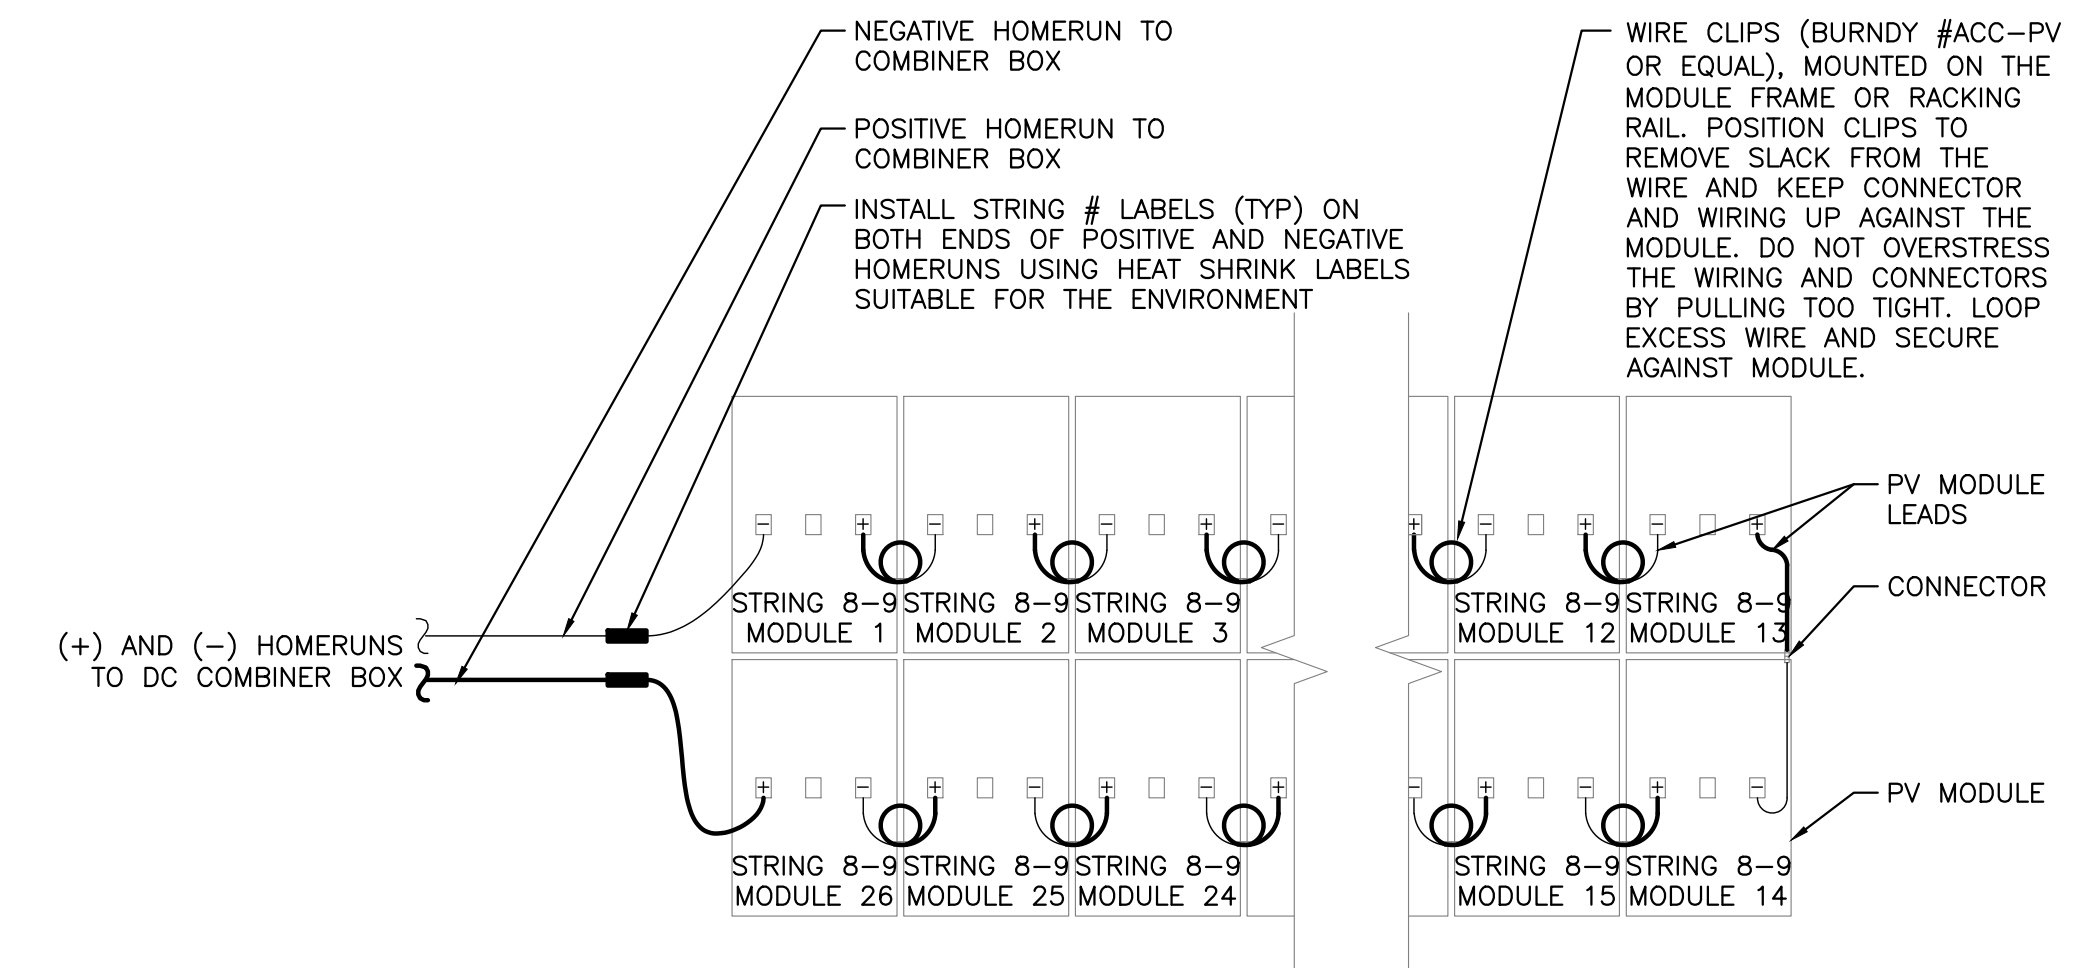 NEGATIVE HOMERUN TO
COMBINER BOX
POSITIVE HOMERUN TO
COMBINER BOX
INSTALL STRING # LABELS (TYP) ON
BOTH ENDS OF POSITIVE AND NEGATIVE
HOMERUNS USING HEAT SHRINK LABELS
SUITABLE FOR THE ENVIRONMENT
WIRE CLIPS (BURNDY #ACC-PV
OR EQUAL), MOUNTED ON THE
MODULE FRAME OR RACKING
RAIL. POSITION CLIPS TO
REMOVE SLACK FROM THE
WIRE AND KEEP CONNECTOR
AND WIRING UP AGAINST THE
MODULE. DO NOT OVERSTRESS
THE WIRING AND CONNECTORS
BY PULLING TOO TIGHT. LOOP
EXCESS WIRE AND SECURE
AGAINST MODULE.
PV MODULE
LEADS
CONNECTOR
PV MODULE
(+) AND (-) HOMERUNS
TO DC COMBINER BOX
- + - + - + - + - + - +
STRING 8-9
MODULE 1
STRING 8-9
MODULE 2
STRING 8-9
MODULE 3
STRING 8-9
MODULE 12
STRING 8-9
MODULE 13
+ - + - + - + - + - + -
STRING 8-9
MODULE 26
STRING 8-9
MODULE 25
STRING 8-9
MODULE 24
STRING 8-9
MODULE 15
STRING 8-9
MODULE 14